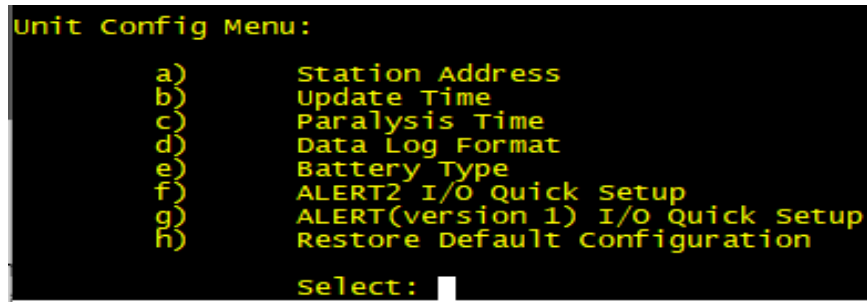 Unit Config Menu:
a) Station Address
b) Update Time
c) Paralysis Time
d) Data Log Format
e) Battery Type
f) ALERT2 I/O Quick Setup
g) ALERT(version 1) I/O Quick Setup
h) Restore Default Configuration
Select: